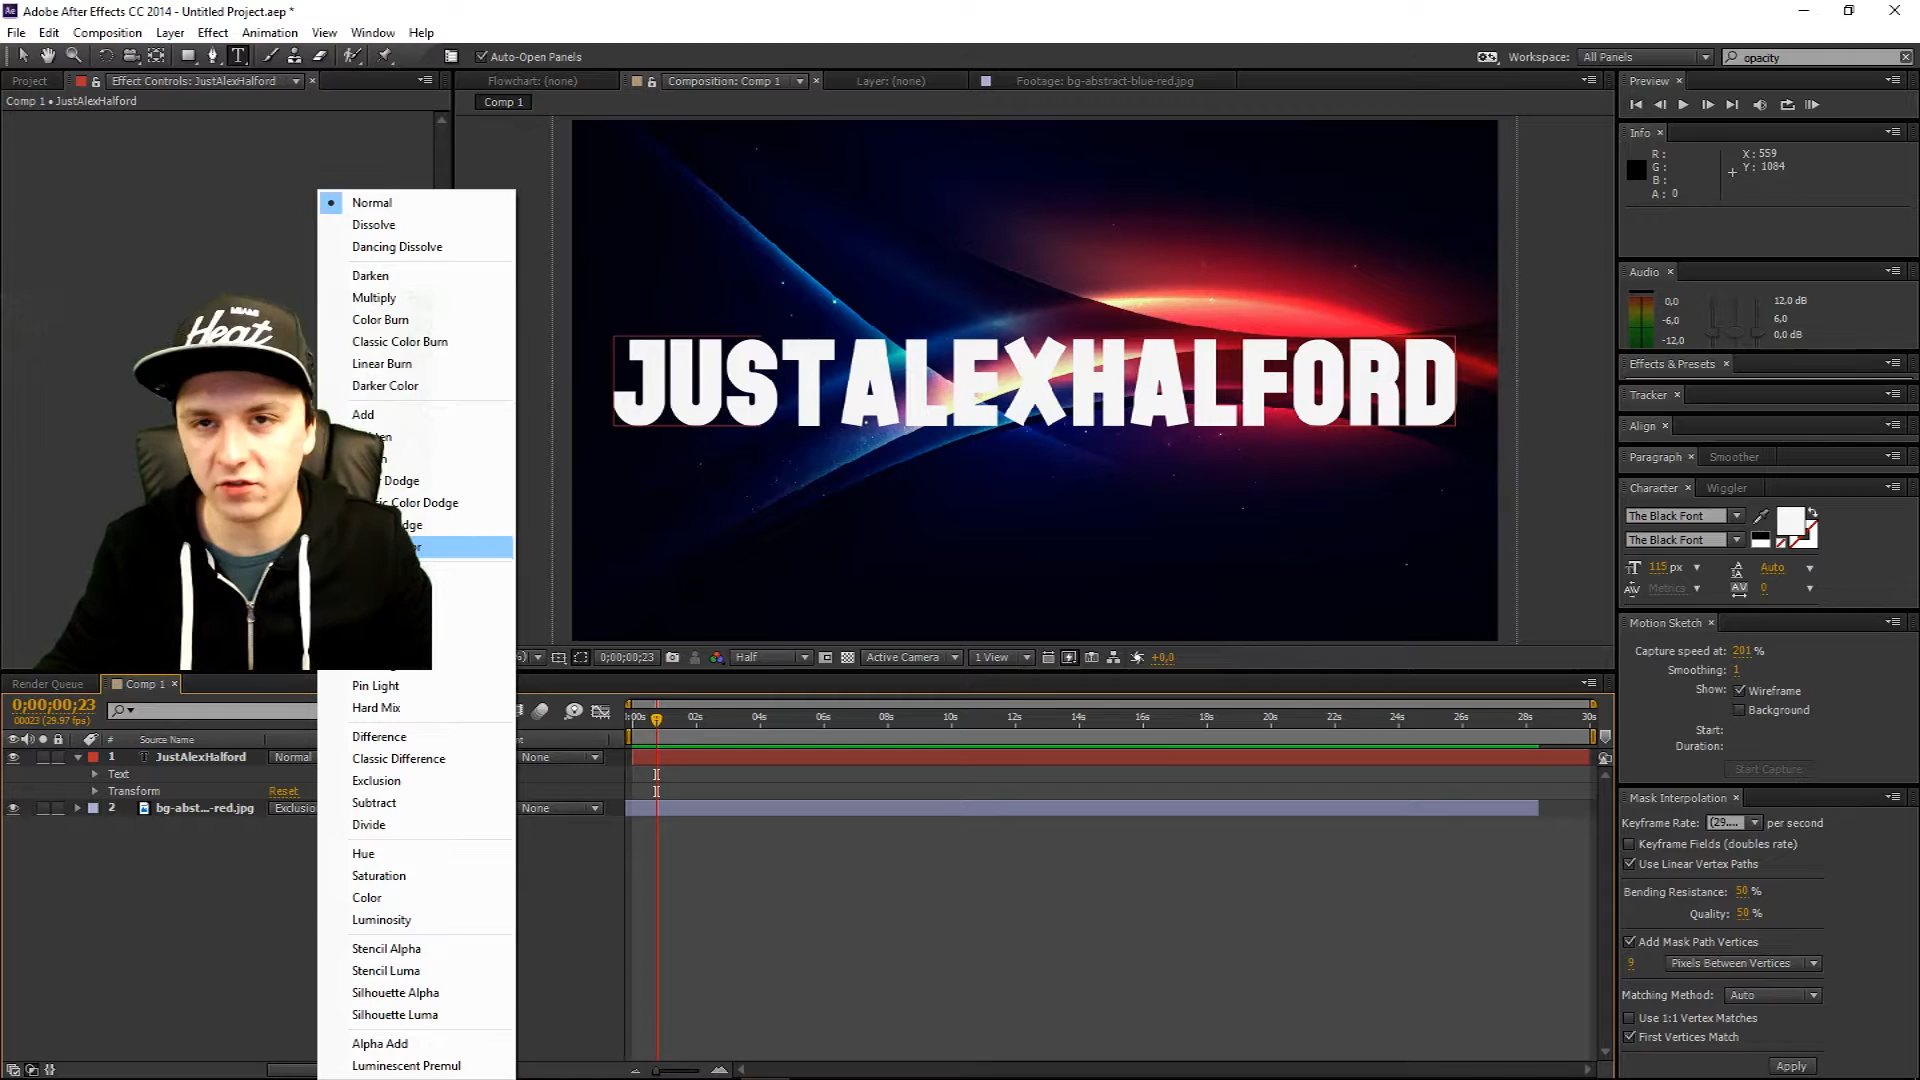 Adobe After Effects CC 2014 - Untitled Project.aep *
File Edit Composition Layer Effect Animation View Window Help
Auto-Open Panels
Workspace: All Panels
opacity
Project
Effect Controls: JustAlexHalford
Flowchart: (none)
Composition: Comp 1
Layer: (none)
Footage: bg-abstract-blue-red.jpg
Comp 1 • JustAlexHalford
Comp 1
Normal
Dissolve
Dancing Dissolve
Darken
Multiply
Color Burn
Classic Color Burn
Linear Burn
Darker Color
Add
Dodge
Color Dodge
Pin Light
Hard Mix
Difference
Classic Difference
Exclusion
Subtract
Divide
Hue
Saturation
Color
Luminosity
Stencil Alpha
Stencil Luma
Silhouette Alpha
Silhouette Luma
Alpha Add
Luminescent Premul
MIAMI
Heat
JUSTALEXHALFORD
0;00;00;23
Half
Active Camera
1 View
+0,0
Preview
Info
R:
G:
B:
A: 0
X: 559
Y: 1084
Audio
0,0
-6,0
-12,0
12,0 dB
6,0
0,0 dB
Effects & Presets
Tracker
Align
Paragraph
Smoother
Character
Wiggler
The Black Font
The Black Font
115 px
Auto
Metrics
0
Motion Sketch
Capture speed at: 201 %
Smoothing: 1
Show: Wireframe
Background
Start:
Duration:
Start Capture
Mask Interpolation
Keyframe Rate: (29.... per second
Keyframe Fields (doubles rate)
Use Linear Vertex Paths
Bending Resistance: 50 %
Quality: 50 %
Add Mask Path Vertices
9 Pixels Between Vertices
Matching Method: Auto
Use 1:1 Vertex Matches
First Vertices Match
Apply
Render Queue
Comp 1
0;00;00;23
00023 (29.97 fps)
:00s 02s 04s 06s 08s 10s 12s 14s 16s 18s 20s 22s 24s 26s 28s 30s
# Source Name
1 JustAlexHalford Normal None
Text
Transform Reset
2 bg-abst...-red.jpg Exclusio None